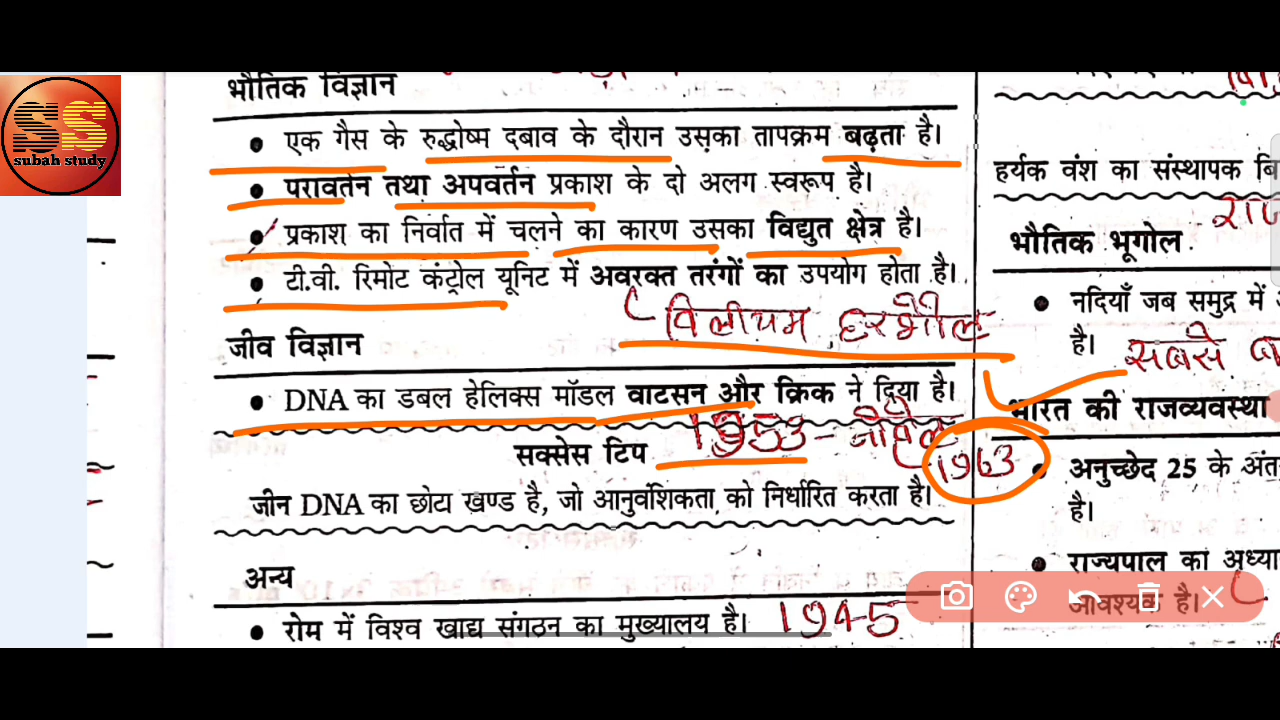 SS
subah study
भौतिक विज्ञान
• एक गैस के रुद्धोष्म दबाव के दौरान उसका तापक्रम बढ़ता है।
• परावर्तन तथा अपवर्तन प्रकाश के दो अलग स्वरूप है।
• प्रकाश का निर्वात में चलने का कारण उसका विद्युत क्षेत्र है।
• टी.वी. रिमोट कंट्रोल यूनिट में अवरक्त तरंगों का उपयोग होता है।
विलीयम हरशैल
जीव विज्ञान
• DNA का डबल हेलिक्स मॉडल वाटसन और क्रिक ने दिया है।
1953 - नोबेल
1963
सक्सेस टिप
जीन DNA का छोटा खण्ड है, जो आनुवंशिकता को निर्धारित करता है।
अन्य
• रोम में विश्व खाद्य संगठन का मुख्यालय है। 1945
हर्यक वंश का संस्थापक
भौतिक भूगोल
• नदियाँ जब समुद्र में
है। सबसे
भारत की राजव्यवस्था
• अनुच्छेद 25 के
है।
• राज्यपाल का
आवश्यक है।